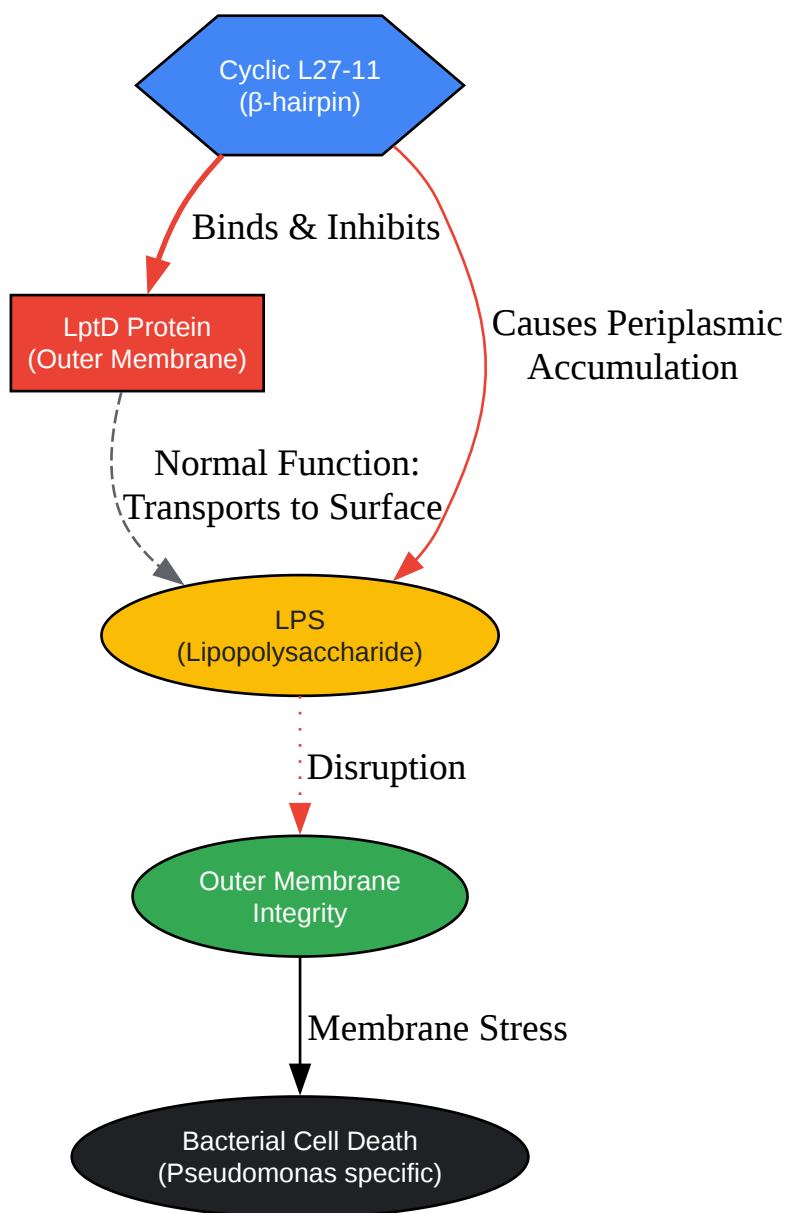 Cyclic L27-11
(β-hairpin)
Binds & Inhibits
LptD Protein
(Outer Membrane)
Causes Periplasmic
Accumulation
Normal Function:
Transports to Surface
LPS
(Lipopolysaccharide)
Disruption
Outer Membrane
Integrity
Membrane Stress
Bacterial Cell Death
(Pseudomonas specific)